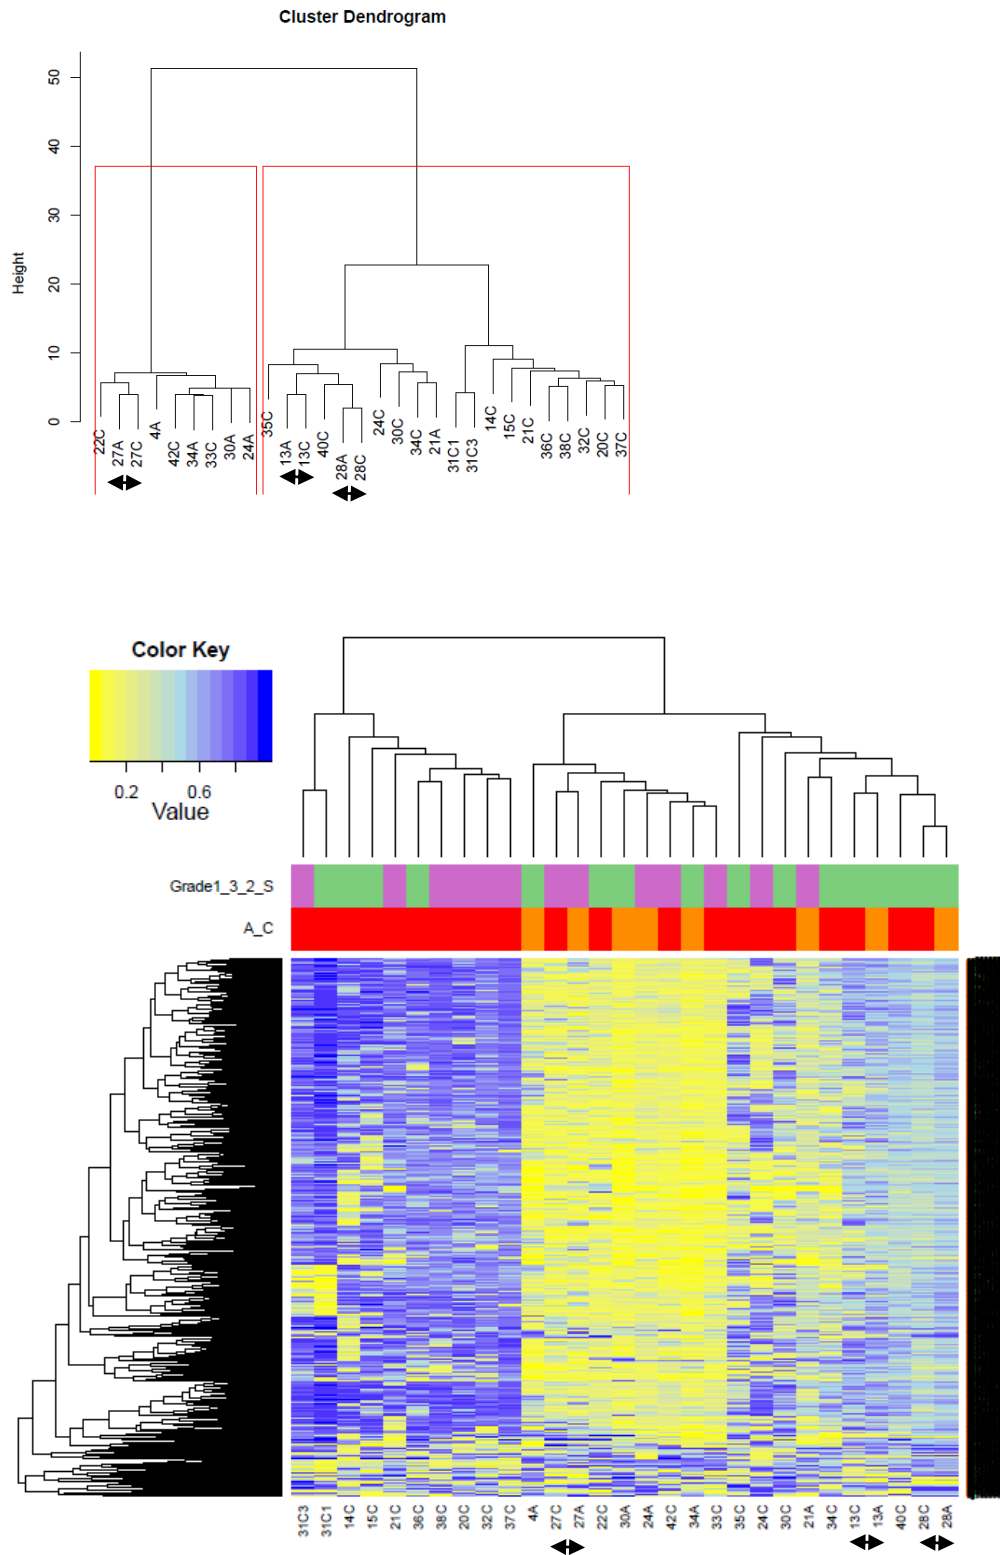 Cluster Dendrogram
Height
50
40
30
20
10
0
22C
27A
27C
4A
42C
34A
33C
30A
24A
35C
13A
13C
40C
28A
28C
24C
30C
34C
21A
31C1
31C3
14C
15C
21C
36C
38C
32C
20C
37C
Color Key
0.2 0.6
Value
Grade1_3_2_S
A_C
31C3 31C1 14C 15C 21C 36C 38C 20C 32C 37C 4A 27C 27A 22C 30A 24A 42C 34A 33C 35C 24C 30C 21A 34C 13C 13A 40C 28C 28A